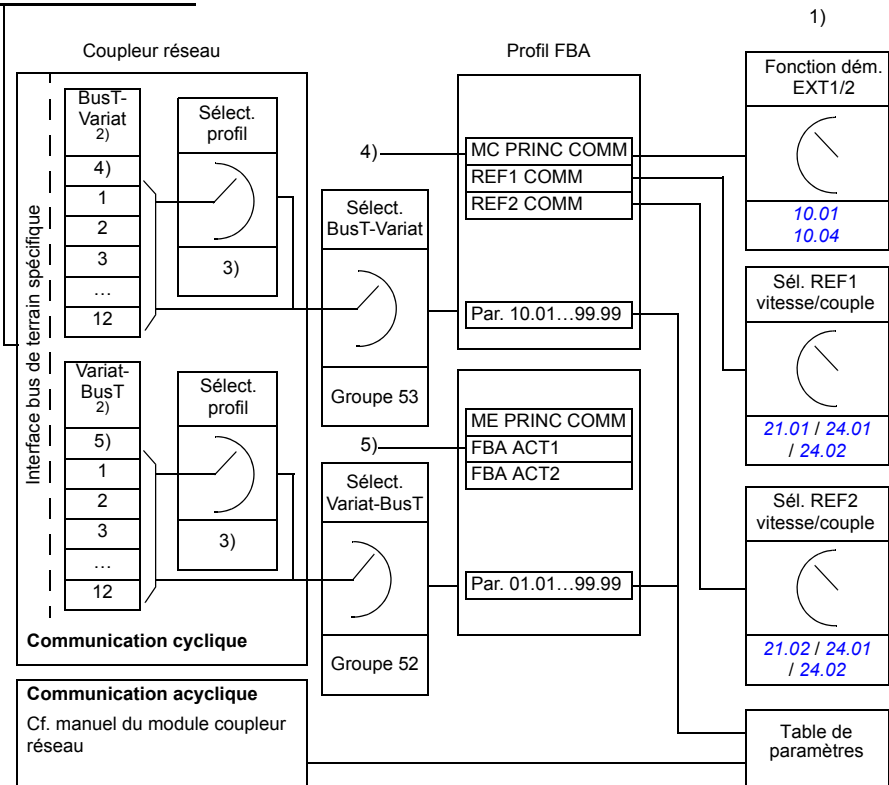 1)
Coupleur réseau
Profil FBA
Interface bus de terrain spécifique
BusT-
Variat
2)
4)
1
2
3
…
12
Sélect.
profil
3)
Sélect.
BusT-Variat
Groupe 53
4)
MC PRINC COMM
REF1 COMM
REF2 COMM
Par. 10.01…99.99
Fonction dém.
EXT1/2
10.01
10.04
Sél. REF1
vitesse/couple
21.01 / 24.01
/ 24.02
Variat-
BusT
2)
5)
1
2
3
…
12
Sélect.
profil
3)
Sélect.
Variat-BusT
Groupe 52
5)
ME PRINC COMM
FBA ACT1
FBA ACT2
Par. 01.01…99.99
Sél. REF2
vitesse/couple
21.02 / 24.01
/ 24.02
Communication cyclique
Communication acyclique
Cf. manuel du module coupleur
réseau
Table de
paramètres